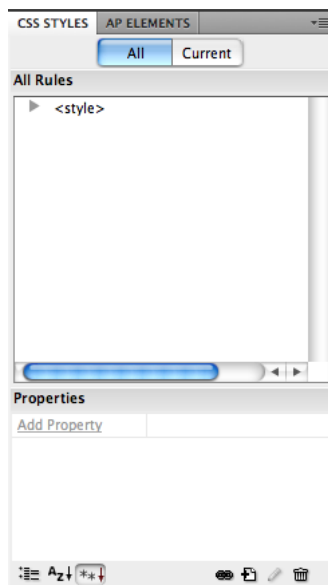 CSS STYLES AP ELEMENTS
All Current
All Rules
<style>
Properties
Add Property